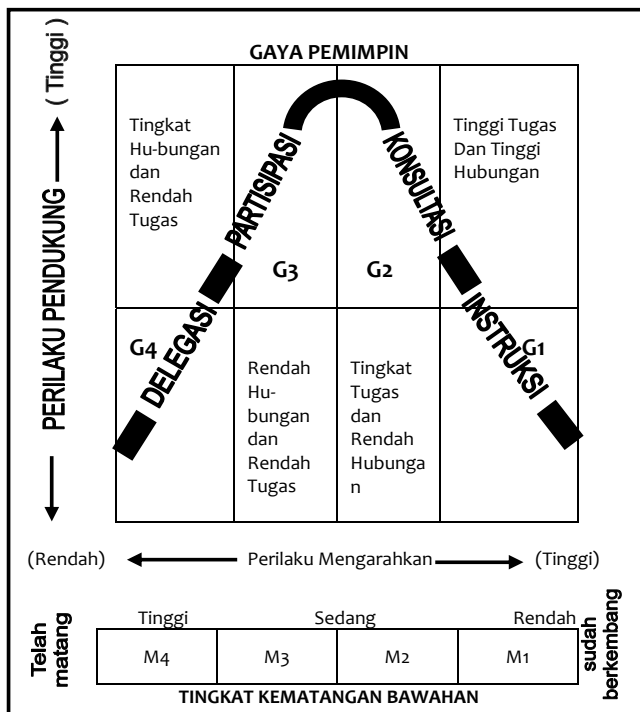 GAYA PEMIMPIN
( Tinggi )
PERILAKU PENDUKUNG
Tingkat
Hu-bungan
dan
Rendah
Tugas
PARTISIPASI
KONSULTASI
Tinggi Tugas
Dan Tinggi
Hubungan
G3
G2
G4
DELEGASI
INSTRUKSI
G1
Rendah
Hu-
bungan
dan
Rendah
Tugas
Tingkat
Tugas
dan
Rendah
Hubunga
n
(Rendah)
Perilaku Mengarahkan
(Tinggi)
Telah
matang
Tinggi
Sedang
Rendah
M4
M3
M2
M1
sudah
berkembang
TINGKAT KEMATANGAN BAWAHAN